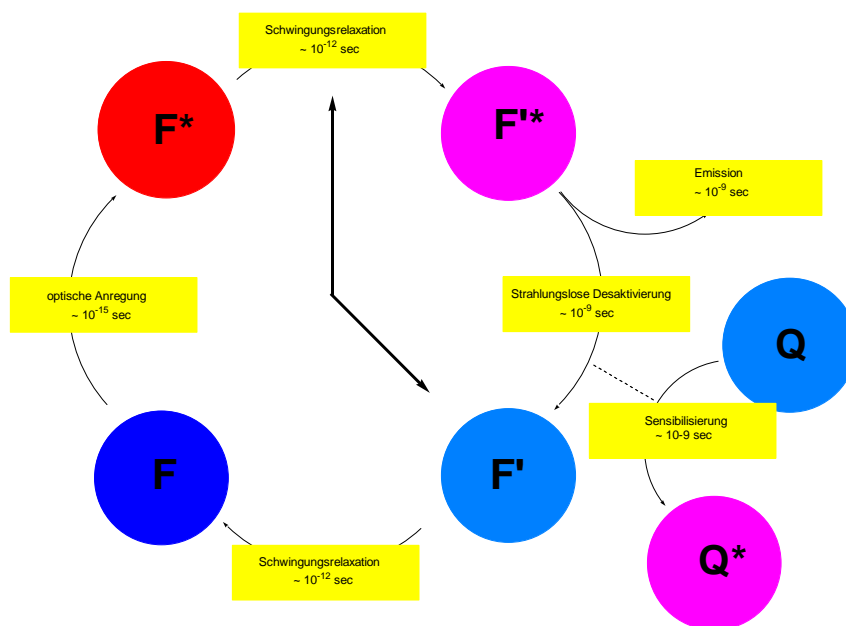 Schwingungsrelaxation
~ 10⁻¹² sec
F*
F'*
Emission
~ 10⁻⁹ sec
optische Anregung
~ 10⁻¹⁵ sec
Strahlungslose Desaktivierung
~ 10⁻⁹ sec
Q
Sensibilisierung
~ 10-9 sec
F
F'
Schwingungsrelaxation
~ 10⁻¹² sec
Q*